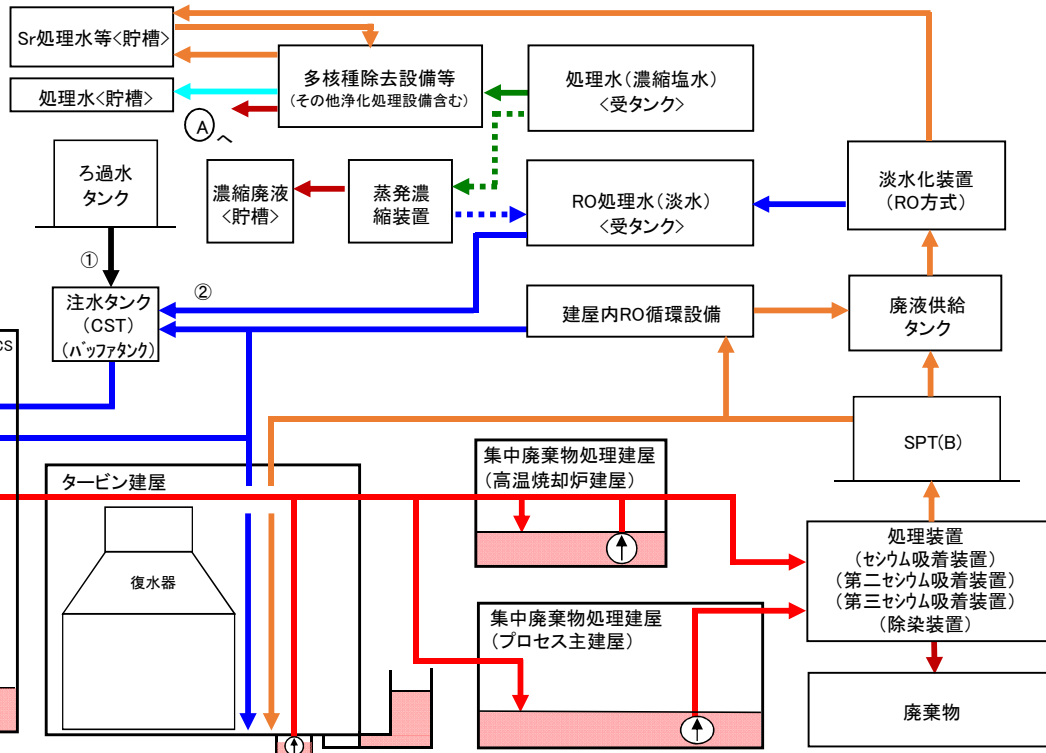 Sr処理水等<貯槽>
多核種除去設備等
(その他浄化処理設備含む)
処理水(濃縮塩水)
<受タンク>
処理水<貯槽>
A
へ
ろ過水
タンク
濃縮廃液
<貯槽>
蒸発濃
縮装置
RO処理水(淡水)
<受タンク>
淡水化装置
(RO方式)
①
②
注水タンク
(CST)
(バッファタンク)
建屋内RO循環設備
廃液供給
タンク
CS
SPT(B)
タービン建屋
復水器
集中廃棄物処理建屋
(高温焼却炉建屋)
処理装置
(セシウム吸着装置)
(第二セシウム吸着装置)
(第三セシウム吸着装置)
(除染装置)
集中廃棄物処理建屋
(プロセス主建屋)
廃棄物